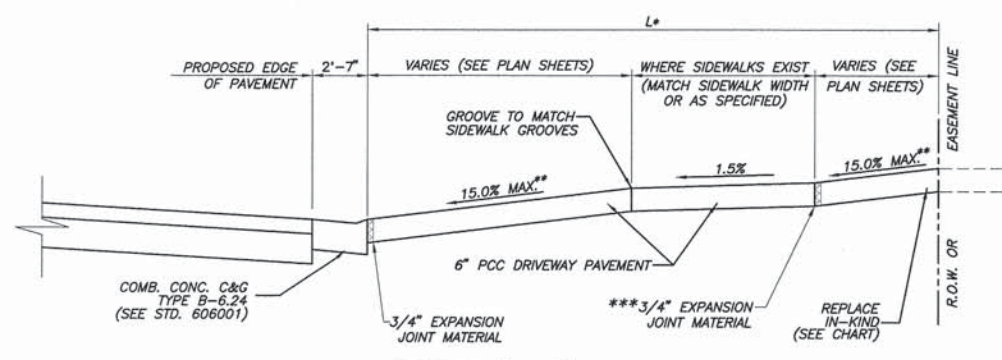 L*
PROPOSED EDGE
OF PAVEMENT
2'-7"
VARIES (SEE PLAN SHEETS)
WHERE SIDEWALKS EXIST
(MATCH SIDEWALK WIDTH
OR AS SPECIFIED)
VARIES (SEE
PLAN SHEETS)
EASEMENT LINE
GROOVE TO MATCH
SIDEWALK GROOVES
15.0% MAX.**
1.5%
15.0% MAX.**
6" PCC DRIVEWAY PAVEMENT
COMB. CONC. C&G
TYPE B-6.24
(SEE STD. 606001)
3/4" EXPANSION
JOINT MATERIAL
***3/4" EXPANSION
JOINT MATERIAL
REPLACE
IN-KIND
(SEE CHART)
R.O.W. OR